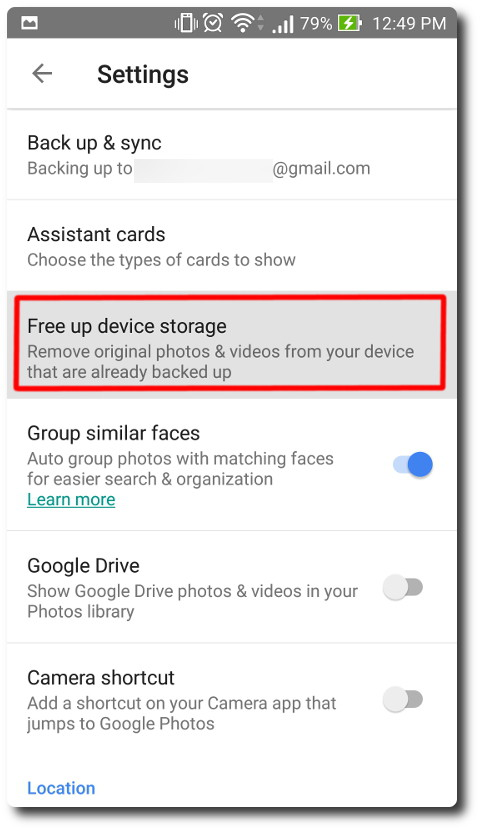 79% 12:49 PM
Settings
Back up & sync
Backing up to @gmail.com
Assistant cards
Choose the types of cards to show
Free up device storage
Remove original photos & videos from your device
that are already backed up
Group similar faces
Auto group photos with matching faces
for easier search & organization
Learn more
Google Drive
Show Google Drive photos & videos in your
Photos library
Camera shortcut
Add a shortcut on your Camera app that
jumps to Google Photos
Location